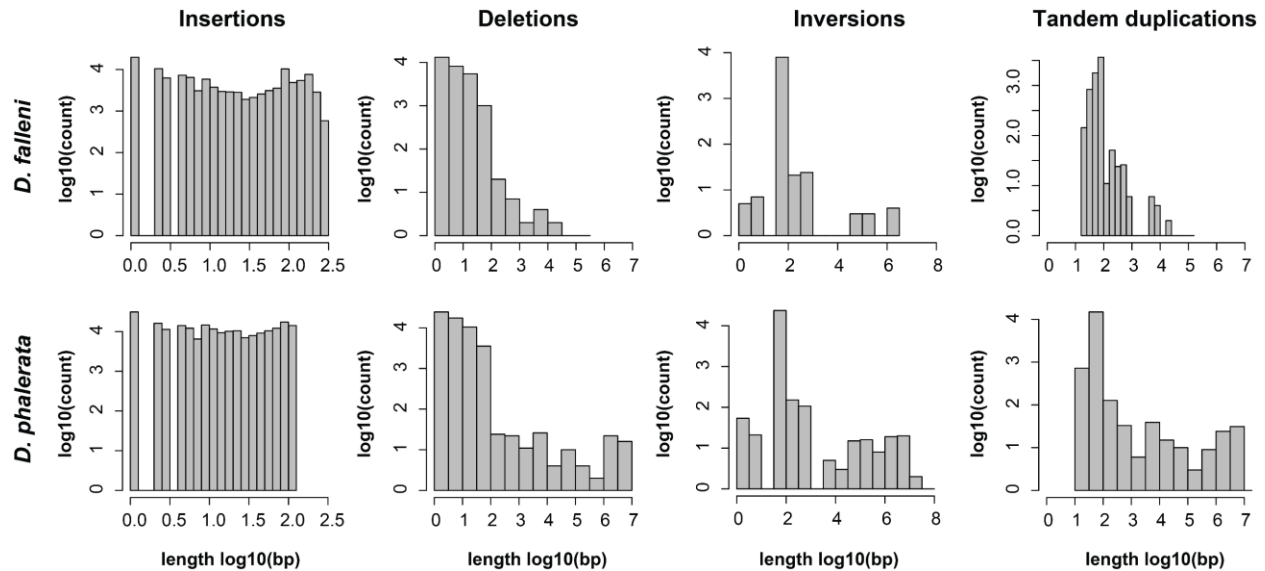 Insertions Deletions Inversions Tandem duplications
D. falleni
log10(count) log10(count) log10(count) log10(count)
0 1 2 3 4
0.0 0.5 1.0 1.5 2.0 2.5
0 1 2 3 4
0 1 2 3 4 5 6 7
0 1 2 3 4
0 2 4 6 8
0.0 1.0 2.0 3.0
0 1 2 3 4 5 6 7
D. phalerata
log10(count) log10(count) log10(count) log10(count)
0 1 2 3 4
0.0 0.5 1.0 1.5 2.0 2.5
0 1 2 3 4
0 1 2 3 4 5 6 7
0 1 2 3 4
0 2 4 6 8
0 1 2 3 4
0 1 2 3 4 5 6 7
length log10(bp) length log10(bp) length log10(bp) length log10(bp)